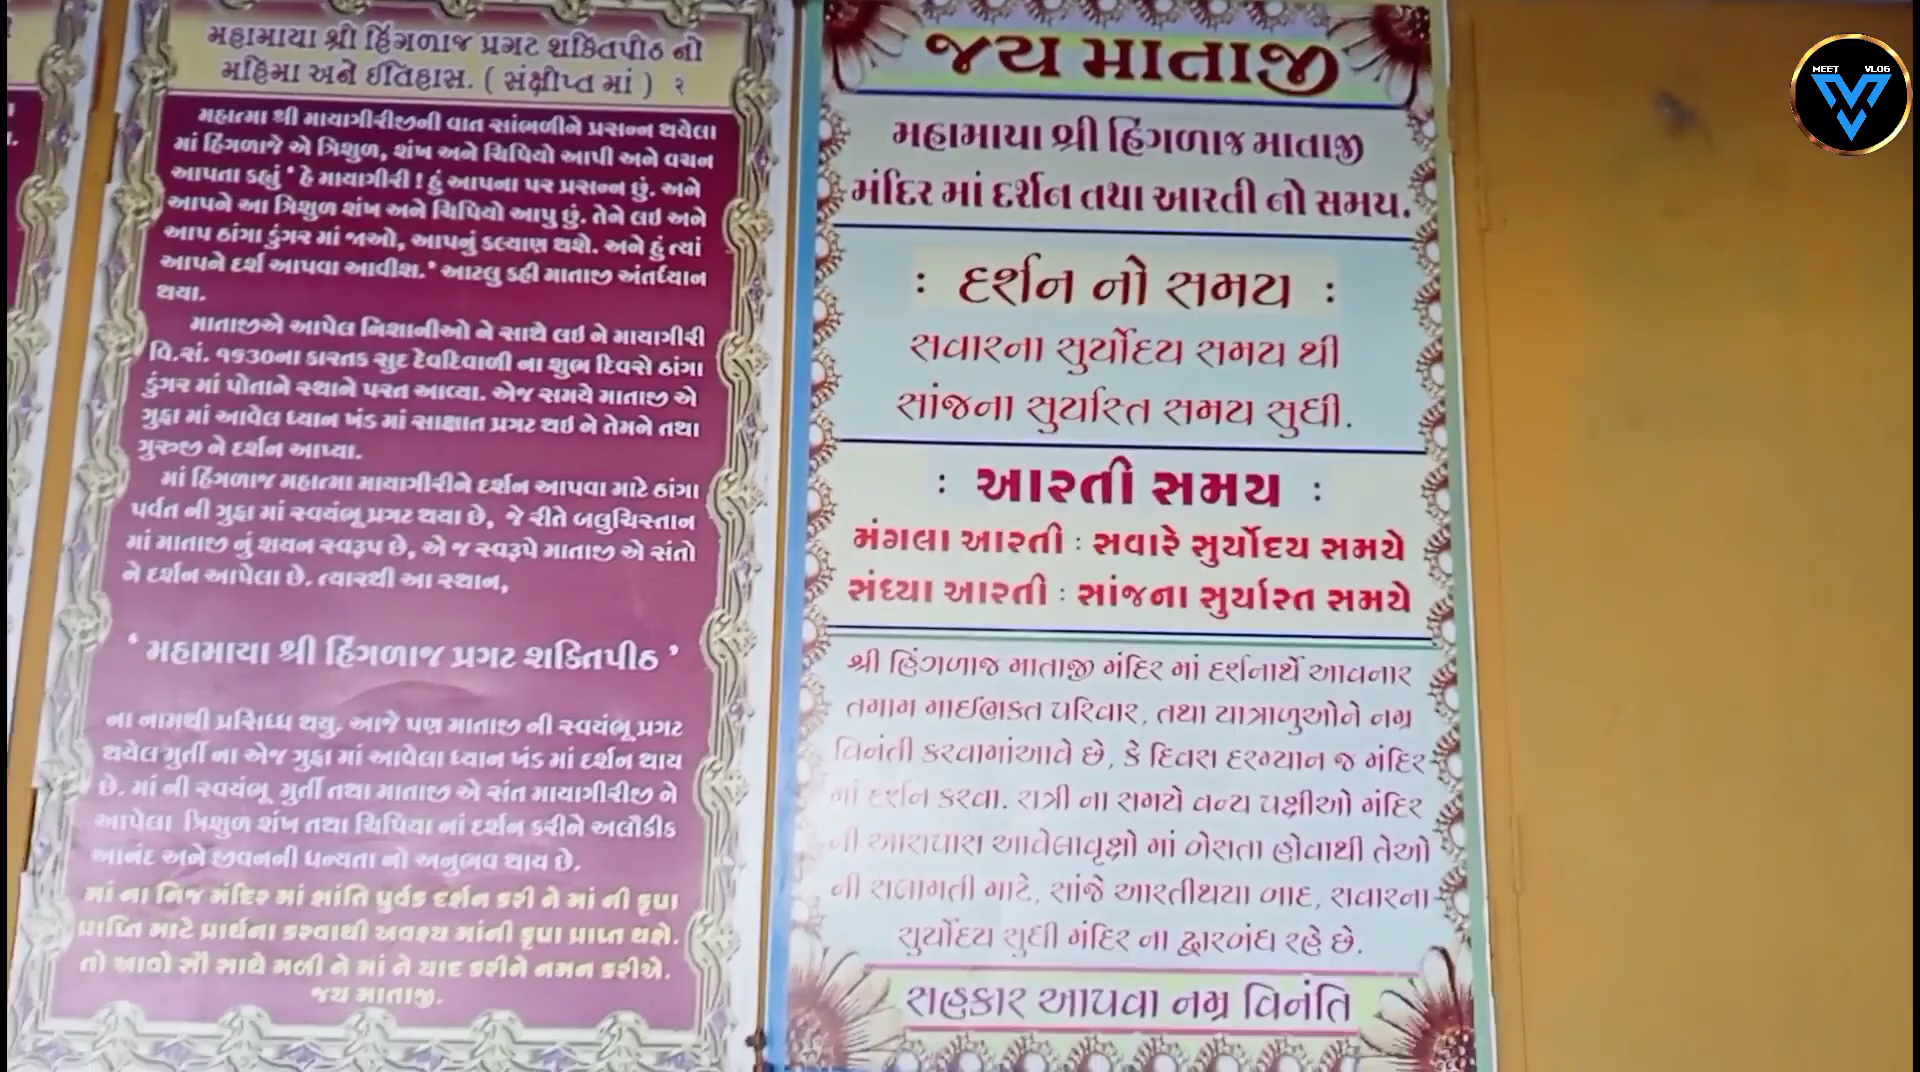 મહામાયા શ્રી હિંગળાજ પ્રગટ શકિતપીઠ નો
મહિમા અને ઈતિહાસ. ( સંક્ષીપ્ત માં ) ૨
મહાત્મા શ્રી માયાગીરીજીની વાત સાંભળીને પ્રસન્ન થયેલા
માં હિંગળાજે એ ત્રિશુળ, શંખ અને ચિપિયો આપી અને વચન
આપતા કહ્યું ' હે માયાગીરી ! હું આપના પર પ્રસન્ન છું. અને
આપને આ ત્રિશુળ શંખ અને ચિપિયો આપુ છું. તેને લઇ અને
આપ ઠાંગા ડુંગર માં જાઓ, આપનું કલ્યાણ થશે. અને હું ત્યાં
આપને દર્શ આપવા આવીશ.' આટલુ કહી માતાજી અંતર્ધ્યાન
થયા.
માતાજીએ આપેલ નિશાનીઓ ને સાથે લઇ ને માયાગીરી
વિ.સં. ૧૬૩૦ના કારતક સુદ દેવદિવાળી ના શુભ દિવસે ઠાંગા
ડુંગર માં પોતાને સ્થાને પરત આવ્યા. એજ સમયે માતાજી એ
ગુફા માં આવેલ ધ્યાન ખંડ માં સાક્ષાત પ્રગટ થઇ ને તેમને તથા
ગુરુજી ને દર્શન આપ્યા.
માં હિંગળાજ મહાત્મા માયાગીરીને દર્શન આપવા માટે ઠાંગા
પર્વત ની ગુફા માં સ્વયંભૂ પ્રગટ થયા છે, જે રીતે બલુચિસ્તાન
માં માતાજી નું શયન સ્વરૂપ છે, એ જ સ્વરૂપે માતાજી એ સંતો
ને દર્શન આપેલા છે. ત્યારથી આ સ્થાન,
' મહામાયા શ્રી હિંગળાજ પ્રગટ શકિતપીઠ '
ના નામથી પ્રસિધ્ધ થયુ. આજે પણ માતાજી ની સ્વયંભૂ પ્રગટ
થયેલ મુર્તી ના એજ ગુફા માં આવેલા ધ્યાન ખંડ માં દર્શન થાય
છે. માં ની સ્વયંભૂ મુર્તી તથા માતાજી એ સંત માયાગીરીજી ને
આપેલા ત્રિશુળ શંખ તથા ચિપિયા નાં દર્શન કરીને અલૌકીક
આનંદ અને જીવનની ધન્યતા નો અનુભવ થાય છે.
માં ના નિજ મંદિર માં શાંતિ પુર્વક દર્શન કરી ને માં ની કૃપા
પ્રાપ્તિ માટે પ્રાર્થના કરવાથી અવશ્ય માંની કૃપા પ્રાપ્ત થશે.
તો આવો સૌ સાથે મળી ને માં ને યાદ કરીને નમન કરીએ.
જય માતાજી.
જય માતાજી
મહામાયા શ્રી હિંગળાજ માતાજી
મંદિર માં દર્શન તથા આરતી નો સમય.
: દર્શન નો સમય :
સવારના સુર્યોદય સમય થી
સાંજના સુર્યાસ્ત સમય સુધી.
: આરતી સમય :
મંગલા આરતી : સવારે સુર્યોદય સમયે
સંધ્યા આરતી : સાંજના સુર્યાસ્ત સમયે
શ્રી હિંગળાજ માતાજી મંદિર માં દર્શનાર્થે આવનાર
તમામ માઈભકત પરિવાર, તથા યાત્રાળુઓને નમ્ર
વિનંતી કરવામાંઆવે છે, કે દિવસ દરમ્યાન જ મંદિર
માં દર્શન કરવા. રાત્રી ના સમયે વન્ય પક્ષીઓ મંદિર
ની આસપાસ આવેલાવૃક્ષો માં બેસતા હોવાથી તેઓ
ની સલામતી માટે, સાંજે આરતીથયા બાદ, સવારના
સુર્યોદય સુધી મંદિર ના દ્વારબંધ રહે છે.
સહકાર આપવા નમ્ર વિનંતિ
MEET VLOG